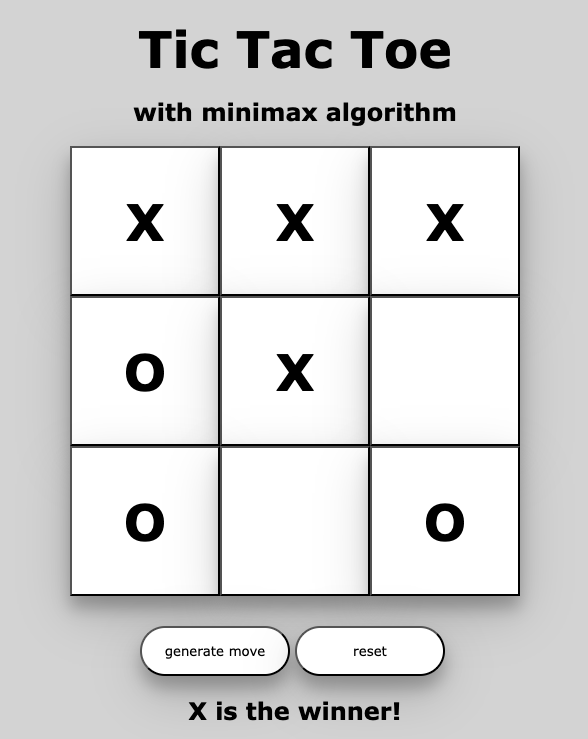 Tic Tac Toe
with minimax algorithm
X X X
O X
O O
generate move reset
X is the winner!